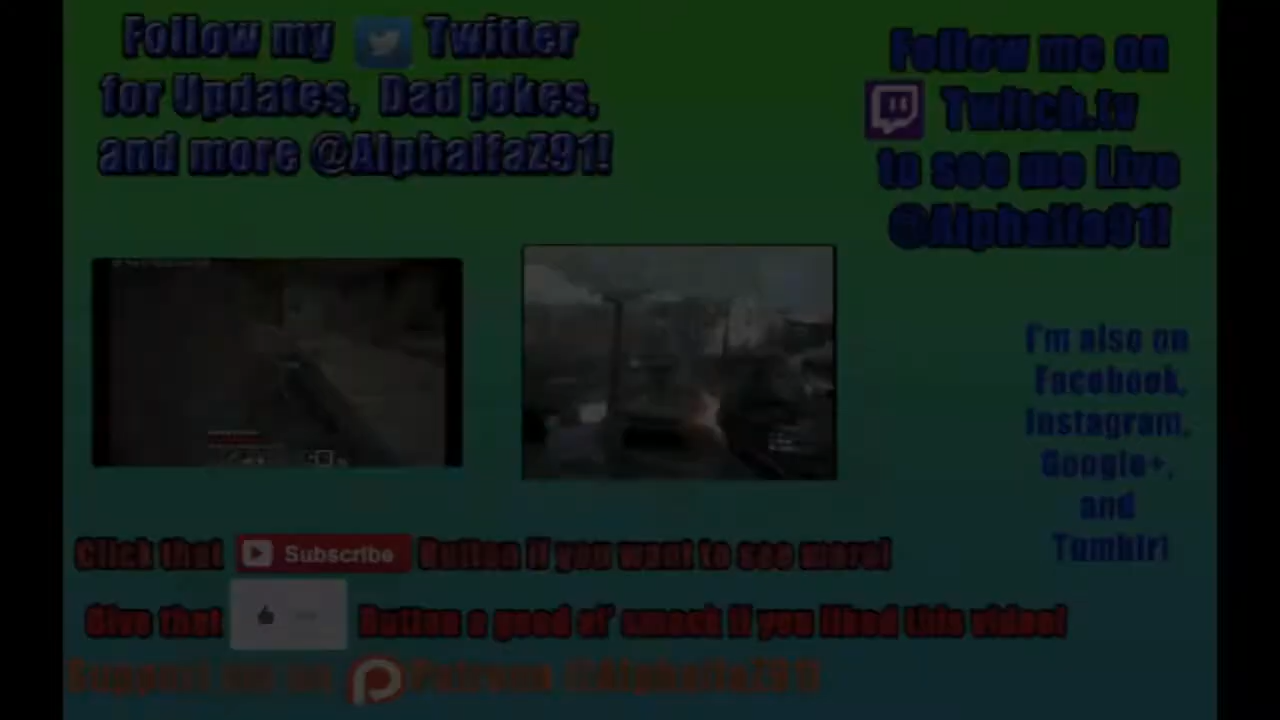 Follow my Twitter
for Updates, Dad jokes,
and more @AlphalfaZ91!
Follow me on
Twitch.tv
to see me Live
@Alphalfa91!
I'm also on
Facebook,
Instagram,
Google+,
and
Tumblr!
Click that Subscribe Button if you want to see more!
Give that Button a good ol' smack if you liked this video!
Support me on Patreon @AlphalfaZ91!